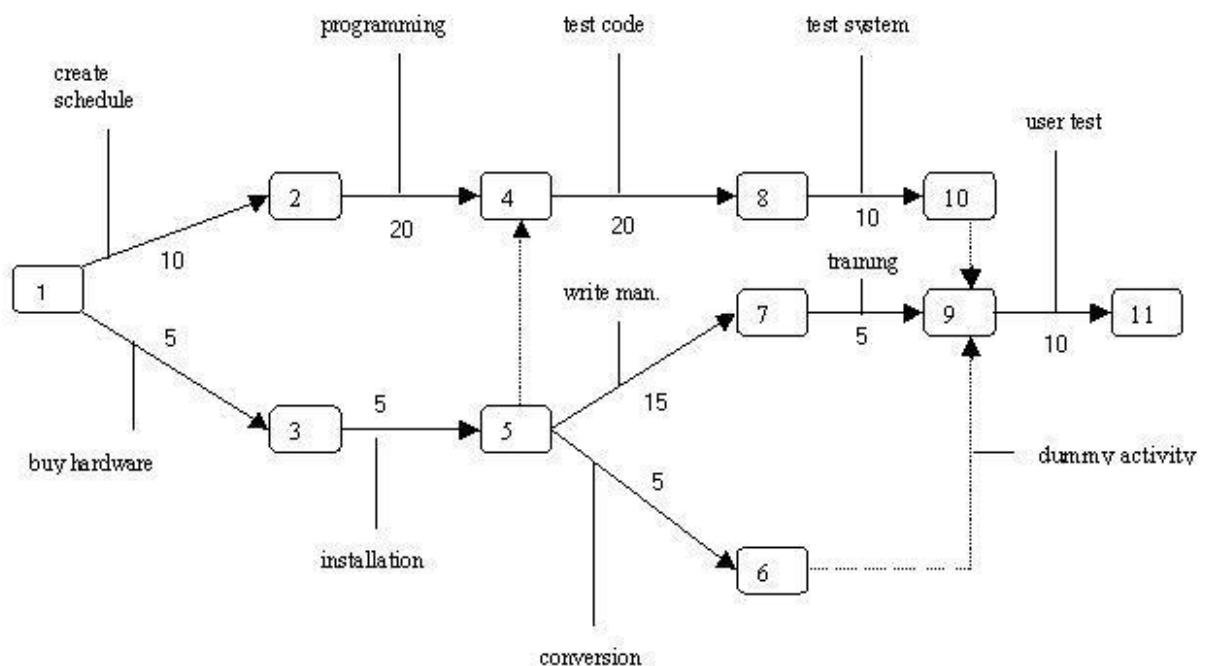 programming
test code
test system
create
schedule
user test
2
4
8
10
20
20
10
10
training
1
write man.
7
9
11
5
5
10
15
5
3
5
buy hardware
5
dummy activity
installation
6
conversion